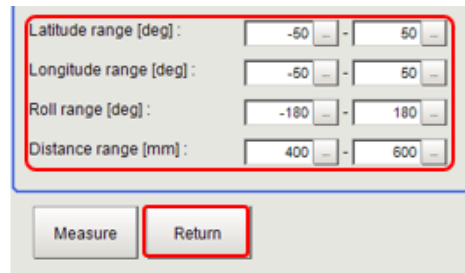 Latitude range [deg] : -50 ... - 50 ...
Longitude range [deg] : -50 ... - 50 ...
Roll range [deg] : -180 ... - 180 ...
Distance range [mm] : 400 ... - 600 ...
Measure Return